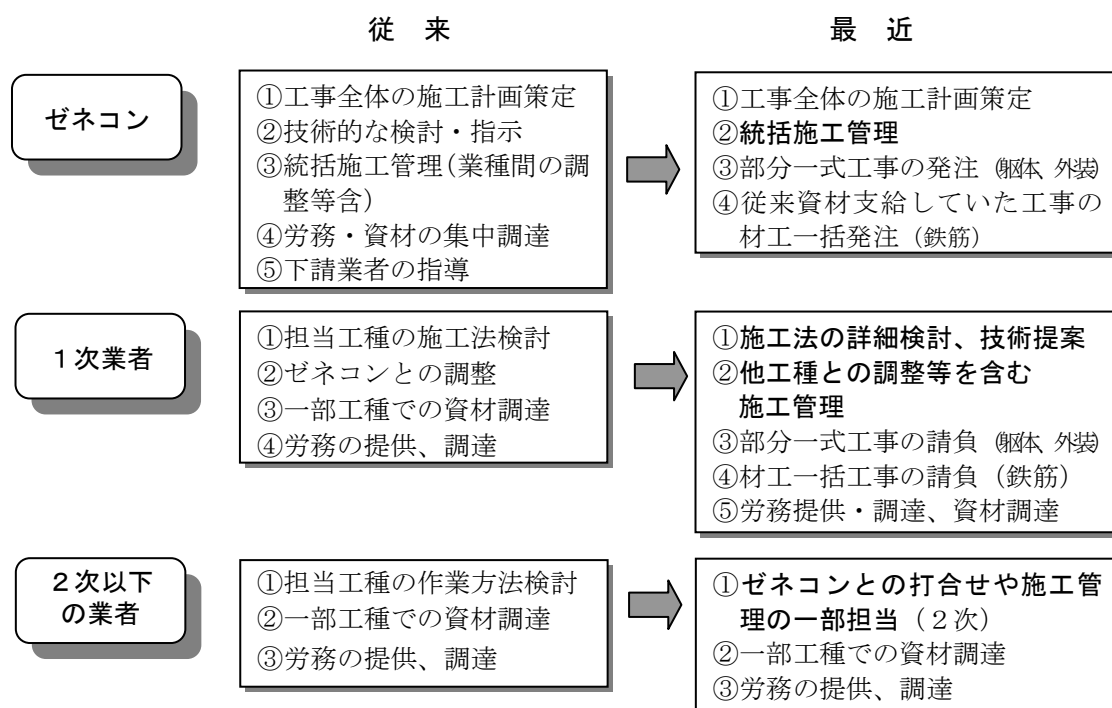 従　来
最　近
ゼネコン
①工事全体の施工計画策定
②技術的な検討・指示
③統括施工管理（業種間の調
整等含）
④労務・資材の集中調達
⑤下請業者の指導
①工事全体の施工計画策定
②統括施工管理
③部分一式工事の発注（躯体、外装）
④従来資材支給していた工事の
材工一括発注（鉄筋）
１次業者
①担当工種の施工法検討
②ゼネコンとの調整
③一部工種での資材調達
④労務の提供、調達
①施工法の詳細検討、技術提案
②他工種との調整等を含む
施工管理
③部分一式工事の請負（躯体、外装）
④材工一括工事の請負（鉄筋）
⑤労務提供・調達、資材調達
２次以下
の業者
①担当工種の作業方法検討
②一部工種での資材調達
③労務の提供、調達
①ゼネコンとの打合せや施工管
理の一部担当（２次）
②一部工種での資材調達
③労務の提供、調達